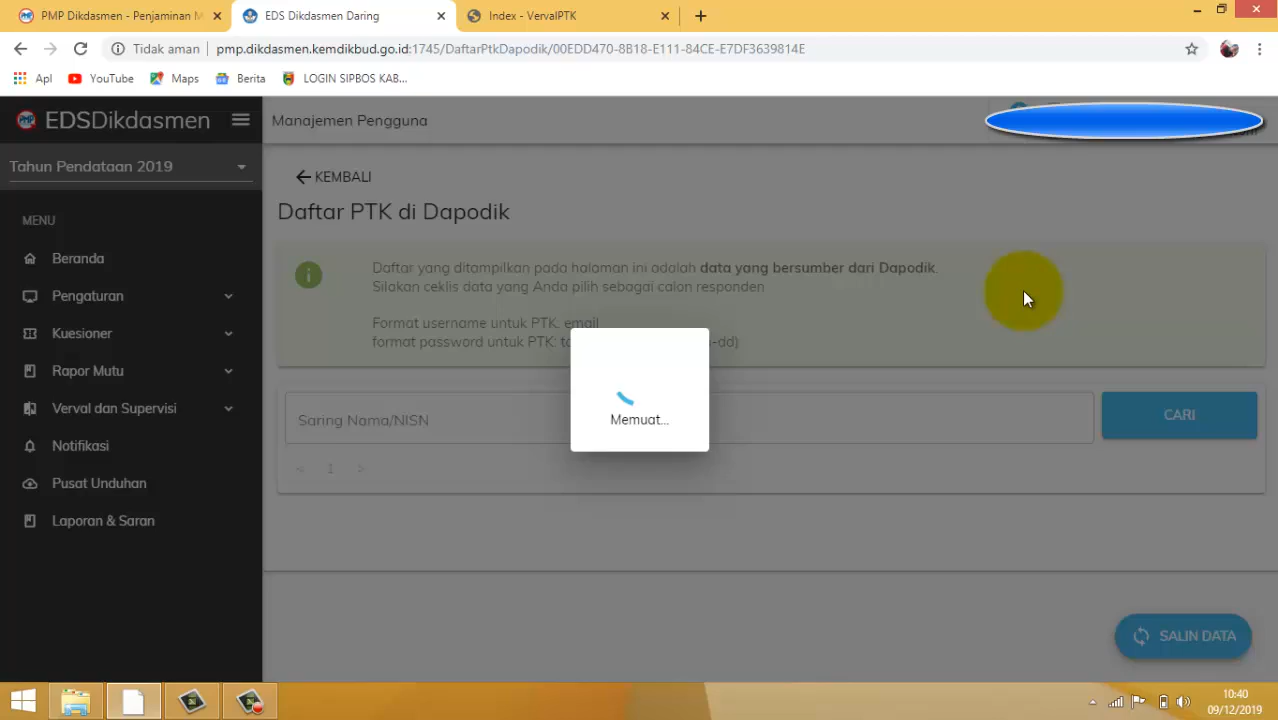 PMP Dikdasmen - Penjaminan M
EDS Dikdasmen Daring
Index - VervalPTK
Tidak aman
pmp.dikdasmen.kemdikbud.go.id:1745/DaftarPtkDapodik/00EDD470-8B18-E111-84CE-E7DF3639814E
Apl
YouTube
Maps
Berita
LOGIN SIPBOS KAB...
EDSDikdasmen
Manajemen Pengguna
Tahun Pendataan 2019
KEMBALI
MENU
Daftar PTK di Dapodik
Beranda
Pengaturan
Kuesioner
Rapor Mutu
Verval dan Supervisi
Notifikasi
Pusat Unduhan
Laporan & Saran
Daftar yang ditampilkan pada halaman ini adalah data yang bersumber dari Dapodik.
Silakan ceklis data yang Anda pilih sebagai calon responden
Format username untuk PTK: email
format password untuk PTK:
-dd)
Memuat...
Saring Nama/NISN
CARI
< 1 >
SALIN DATA
10:40
09/12/2019